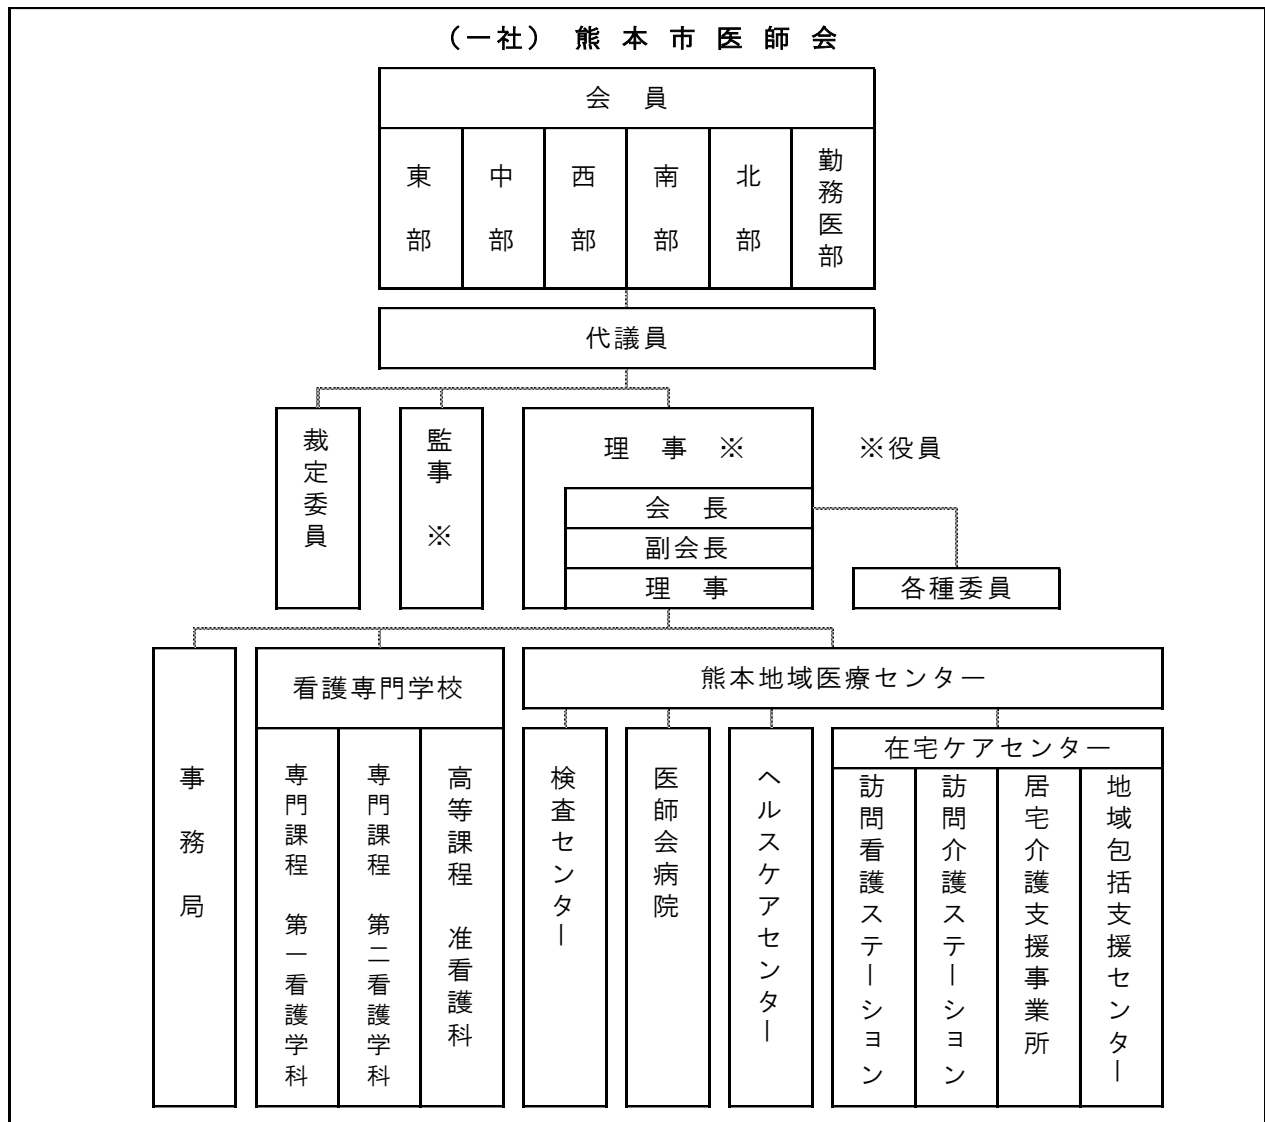 （一社） 熊 本 市 医 師 会
会　員
東部
中部
西部
南部
北部
勤務医部
代議員
裁定委員
監事 ※
理　事　※
※役員
会　長
副会長
理　事
各種委員
事務局
看護専門学校
専門課程　第一看護学科
専門課程　第二看護学科
高等課程　准看護科
熊本地域医療センター
検査センター
医師会病院
ヘルスケアセンター
在宅ケアセンター
訪問看護ステーション
訪問介護ステーション
居宅介護支援事業所
地域包括支援センター